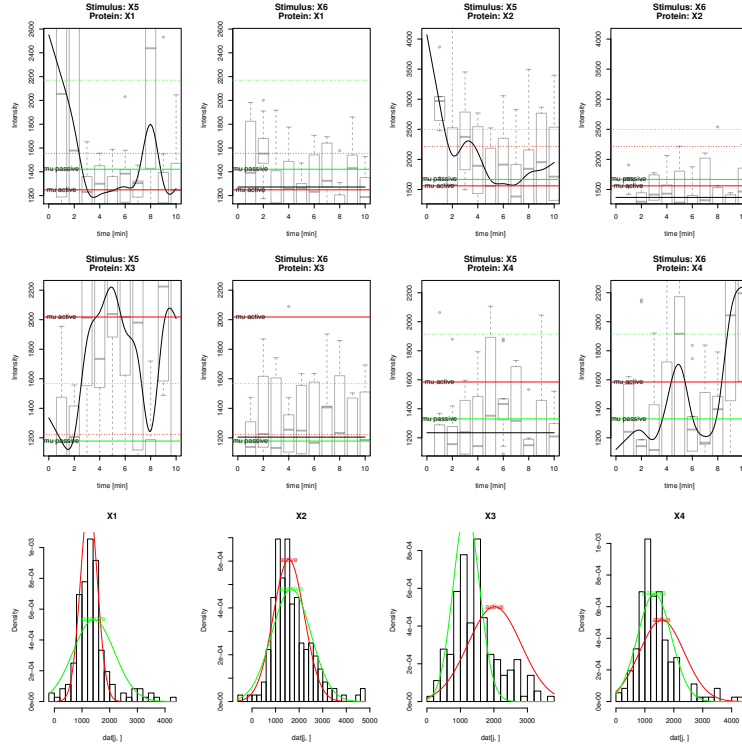 Stimulus: X5
Protein: X1
Intensity
1200 1400 1600 1800 2000 2200 2600
mu passive
mu active
0 2 4 6 8 10
time [min]
Stimulus: X6
Protein: X1
Intensity
1200 1400 1600 1800 2000 2200
mu passive
mu active
0 2 4 6 8 10
time [min]
Stimulus: X5
Protein: X2
Intensity
1500 2000 2500 3000 3500 4000
mu passive
mu active
0 2 4 6 8 10
time [min]
Stimulus: X6
Protein: X2
Intensity
1500 2000 2500 3000 3500 4000
mu passive
mu active
0 2 4 6 8 10
time [min]
Stimulus: X5
Protein: X3
Intensity
1200 1400 1600 1800 2000 2200
mu active
mu passive
0 2 4 6 8 10
time [min]
Stimulus: X6
Protein: X3
Intensity
1200 1400 1600 1800 2000 2200
mu active
mu passive
0 2 4 6 8 10
time [min]
Stimulus: X5
Protein: X4
Intensity
1200 1400 1600 1800 2000 2200
mu active
mu passive
0 2 4 6 8 10
time [min]
Stimulus: X6
Protein: X4
Intensity
1200 1400 1600 1800 2000 2200
mu active
mu passive
0 2 4 6 8 10
time [min]
X1
Density
0e+00 2e-04 4e-04 6e-04 8e-04 1e-03
0 1000 2000 3000 4000
dat[j, ]
X2
Density
0e+00 2e-04 4e-04 6e-04
active
0 1000 2000 3000 4000 5000
dat[j, ]
X3
Density
0e+00 2e-04 4e-04 6e-04 8e-04
active
0 1000 2000 3000
dat[j, ]
X4
Density
0e+00 2e-04 4e-04 6e-04 8e-04 1e-03
passive
active
0 1000 2000 3000 4000
dat[j, ]